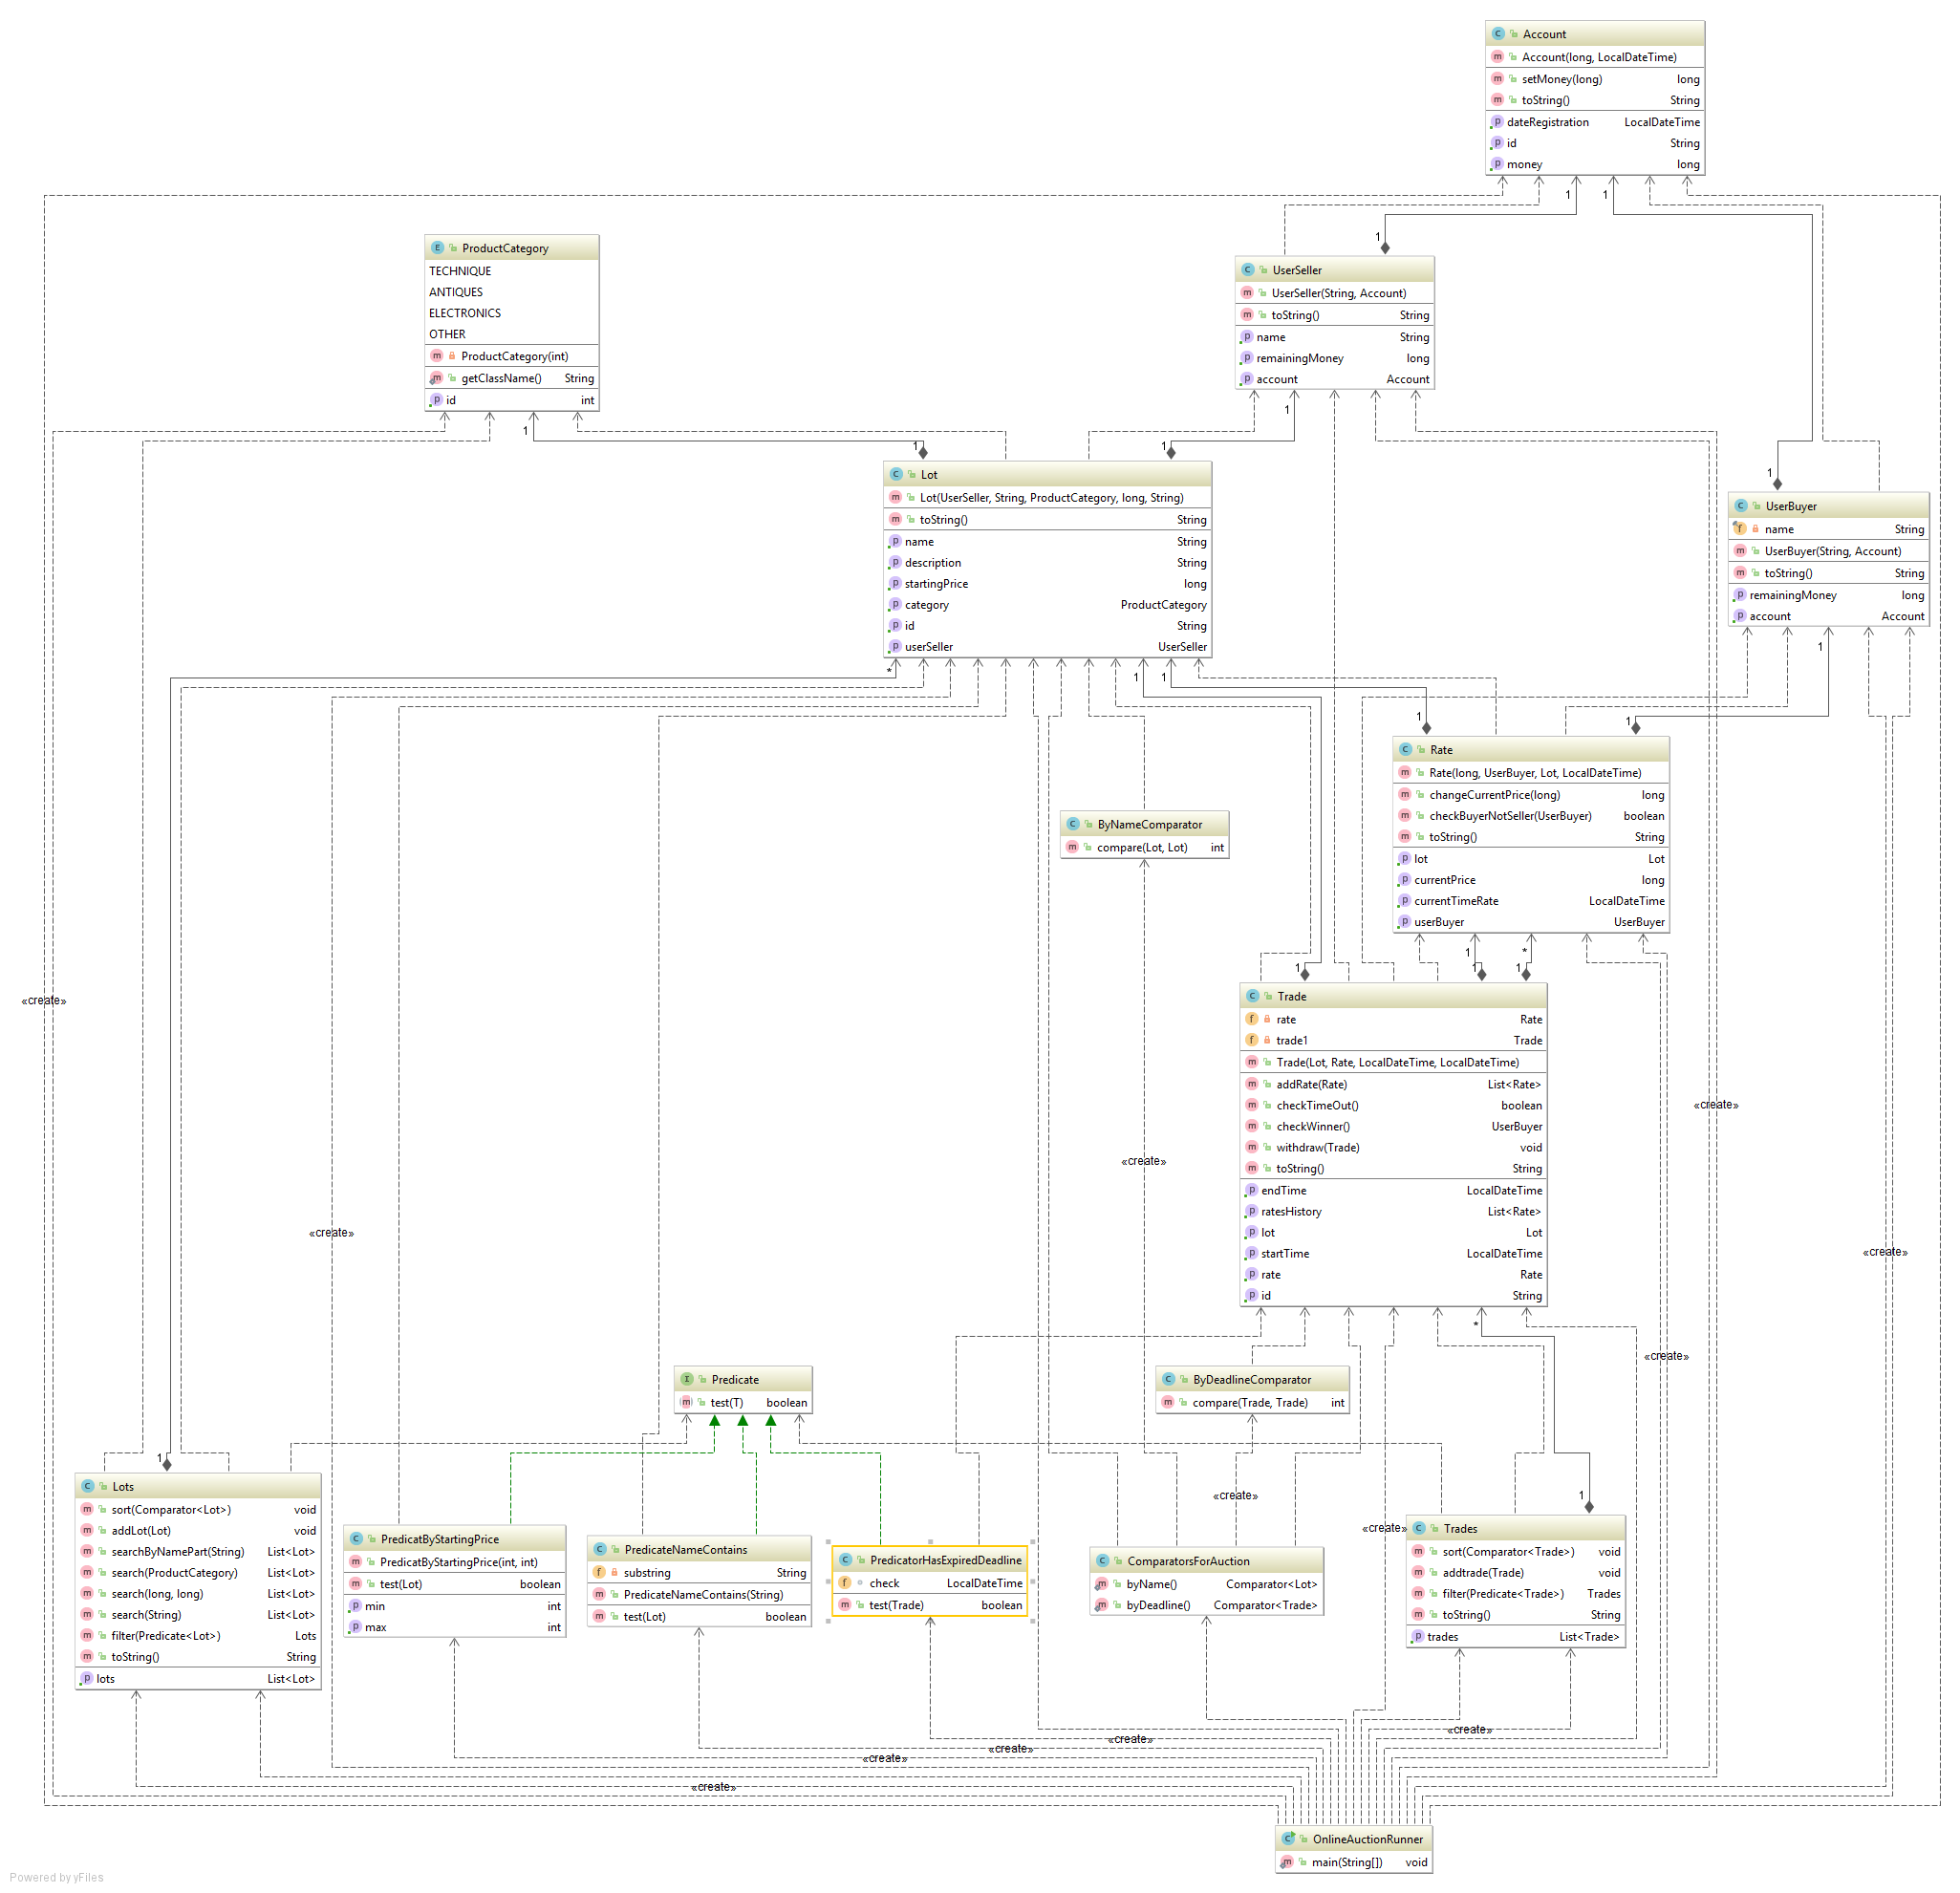 Account
Account(long, LocalDateTime)
setMoney(long) long
toString() String
dateRegistration LocalDateTime
id String
money long
1 1
1
ProductCategory
TECHNIQUE
ANTIQUES
ELECTRONICS
OTHER
ProductCategory(int)
getClassName() String
id int
UserSeller
UserSeller(String, Account)
toString() String
name String
remainingMoney long
account Account
1
1
1
1
1
Lot
Lot(UserSeller, String, ProductCategory, long, String)
toString() String
name String
description String
startingPrice long
category ProductCategory
id String
userSeller UserSeller
UserBuyer
name String
UserBuyer(String, Account)
toString() String
remainingMoney long
account Account
1
*
1
1
1
1
Rate
Rate(long, UserBuyer, Lot, LocalDateTime)
changeCurrentPrice(long) long
checkBuyerNotSeller(UserBuyer) boolean
toString() String
lot Lot
currentPrice long
currentTimeRate LocalDateTime
userBuyer UserBuyer
ByNameComparator
compare(Lot, Lot) int
1
*
1
1
1
Trade
rate Rate
trade1 Trade
Trade(Lot, Rate, LocalDateTime, LocalDateTime)
addRate(Rate) List<Rate>
checkTimeOut() boolean
checkWinner() UserBuyer
withdraw(Trade) void
toString() String
endTime LocalDateTime
ratesHistory List<Rate>
lot Lot
startTime LocalDateTime
rate Rate
id String
«create»
«create»
«create»
«create»
«create»
*
«create»
Predicate
test(T) boolean
ByDeadlineComparator
compare(Trade, Trade) int
1
1
«create»
«create»
Lots
sort(Comparator<Lot>) void
addLot(Lot) void
searchByNamePart(String) List<Lot>
search(ProductCategory) List<Lot>
search(long, long) List<Lot>
search(String) List<Lot>
filter(Predicate<Lot>) Lots
toString() String
lots List<Lot>
PredicatByStartingPrice
PredicatByStartingPrice(int, int)
test(Lot) boolean
min int
max int
PredicateNameContains
substring String
PredicateNameContains(String)
test(Lot) boolean
PredicatorHasExpiredDeadline
check LocalDateTime
test(Trade) boolean
ComparatorsForAuction
byName() Comparator<Lot>
byDeadline() Comparator<Trade>
Trades
sort(Comparator<Trade>) void
addtrade(Trade) void
filter(Predicate<Trade>) Trades
toString() String
trades List<Trade>
«create»
«create»
«create»
«create»
«create»
OnlineAuctionRunner
main(String[]) void
Powered by yFiles